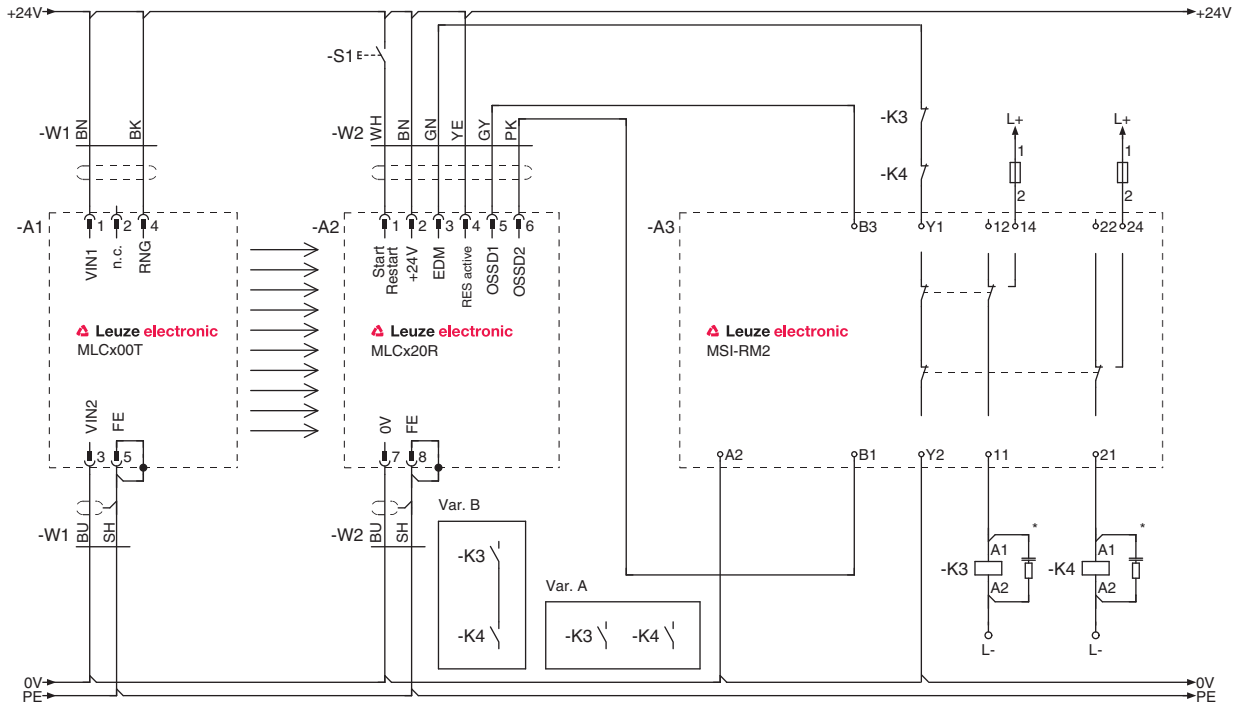 +24V
+24V
-S1
-W1
BN
BK
-W2
WH
BN
GN
YE
GY
PK
-K3
-K4
L+
1
2
L+
1
2
-A1
1
2
4
VIN1
n.c.
RNG
-A2
1
2
3
4
5
6
Start
Restart
+24V
EDM
RES active
OSSD1
OSSD2
-A3
B3
Y1
12
14
22
24
Leuze electronic
MLCx00T
Leuze electronic
MLCx20R
Leuze electronic
MSI-RM2
VIN2
FE
3
5
0V
FE
7
8
A2
B1
Y2
11
21
-W1
BU
SH
-W2
BU
SH
Var. B
-K3
-K4
Var. A
-K3
-K4
*
A1
-K3
A2
L-
*
A1
-K4
A2
L-
0V
0V
PE
PE